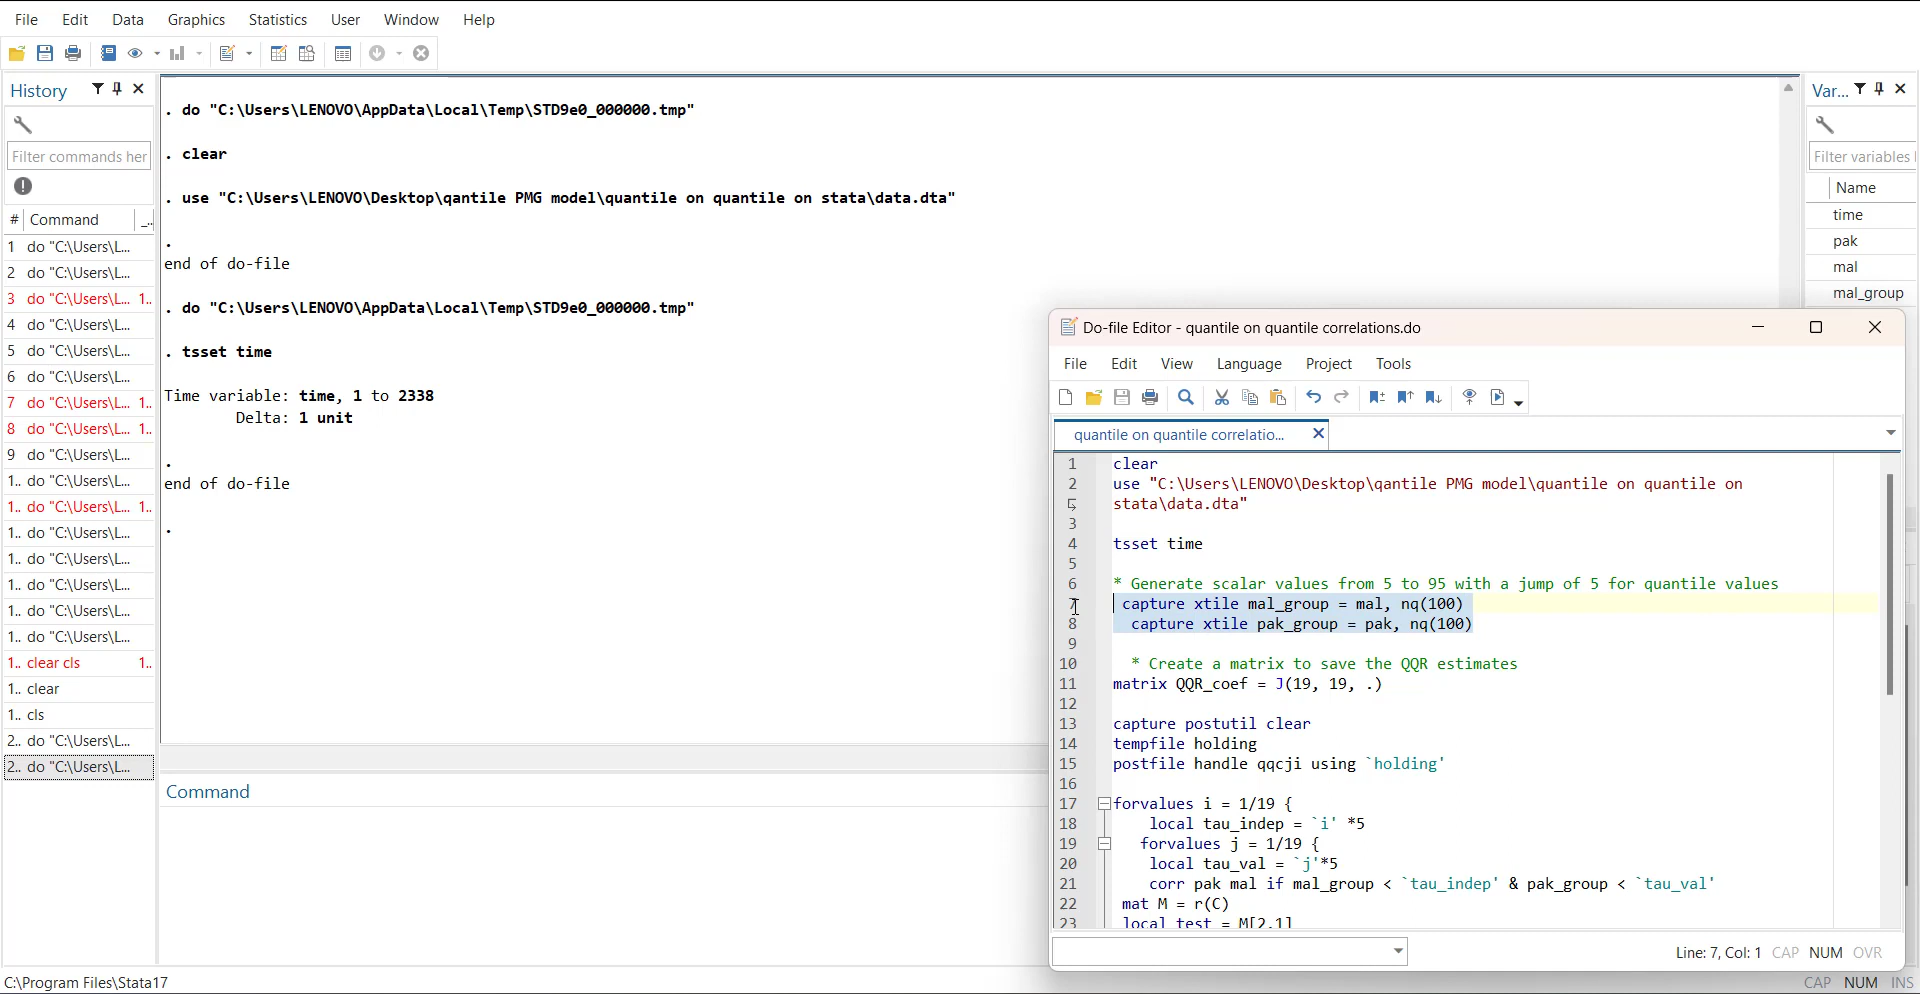 File Edit Data Graphics Statistics User Window Help
History
Filter commands her
# Command
1 do "C:\Users\L...
2 do "C:\Users\L...
3 do "C:\Users\L... 1..
4 do "C:\Users\L...
5 do "C:\Users\L...
6 do "C:\Users\L...
7 do "C:\Users\L... 1..
8 do "C:\Users\L... 1..
9 do "C:\Users\L...
1.. do "C:\Users\L...
1.. do "C:\Users\L... 1..
1.. do "C:\Users\L...
1.. do "C:\Users\L...
1.. do "C:\Users\L...
1.. do "C:\Users\L...
1.. do "C:\Users\L...
1.. clear cls 1..
1.. clear
1.. cls
2.. do "C:\Users\L...
2.. do "C:\Users\L...
. do "C:\Users\LENOVO\AppData\Local\Temp\STD9e0_000000.tmp"
. clear
. use "C:\Users\LENOVO\Desktop\qantile PMG model\quantile on quantile on stata\data.dta"
.
end of do-file
. do "C:\Users\LENOVO\AppData\Local\Temp\STD9e0_000000.tmp"
. tsset time
Time variable: time, 1 to 2338
Delta: 1 unit
.
end of do-file
.
Command
Var...
Filter variables
Name
time
pak
mal
mal_group
Do-file Editor - quantile on quantile correlations.do
File Edit View Language Project Tools
quantile on quantile correlatio...
1 clear
2 use "C:\Users\LENOVO\Desktop\qantile PMG model\quantile on quantile on
stata\data.dta"
3
4 tsset time
5
6 * Generate scalar values from 5 to 95 with a jump of 5 for quantile values
7 capture xtile mal_group = mal, nq(100)
8 capture xtile pak_group = pak, nq(100)
9
10 * Create a matrix to save the QQR estimates
11 matrix QQR_coef = J(19, 19, .)
12
13 capture postutil clear
14 tempfile holding
15 postfile handle qqcji using `holding'
16
17 forvalues i = 1/19 {
18 local tau_indep = `i' *5
19 forvalues j = 1/19 {
20 local tau_val = `j'*5
21 corr pak mal if mal_group < `tau_indep' & pak_group < `tau_val'
22 mat M = r(C)
23 local test = M[2,1]
Line: 7, Col: 1 CAP NUM OVR
C:\Program Files\Stata17
CAP NUM INS